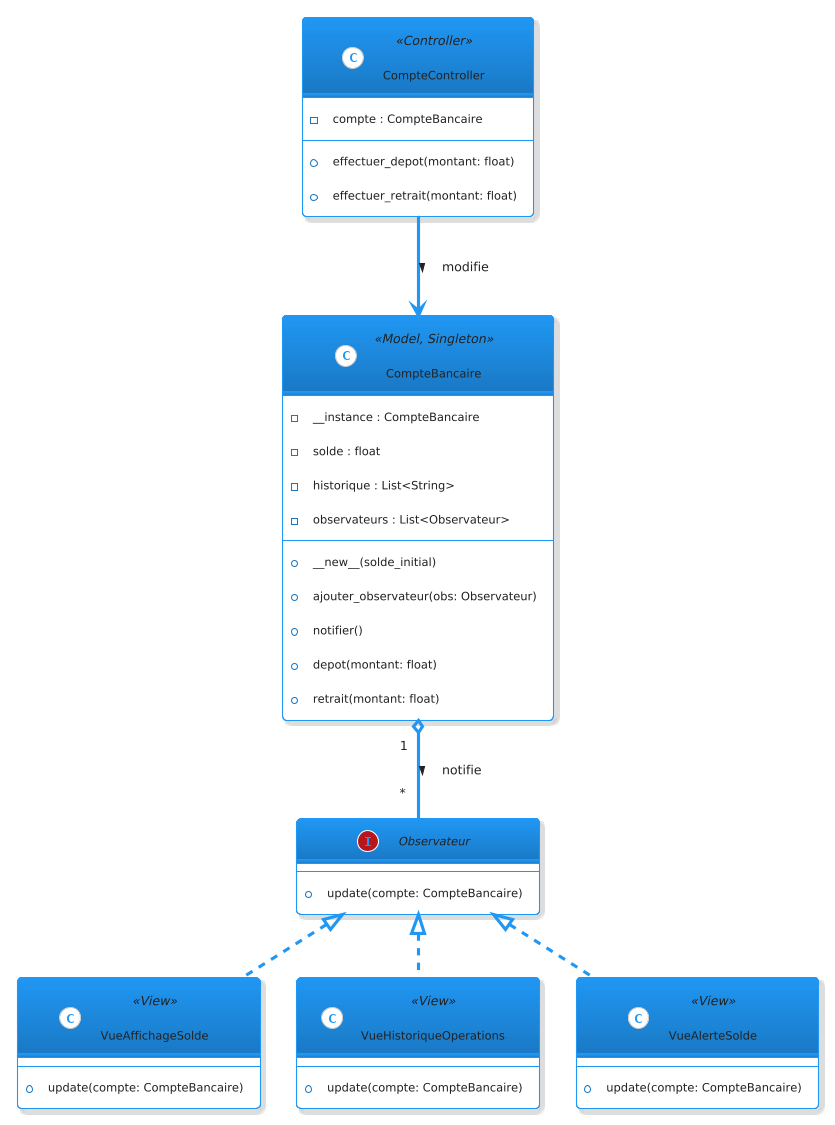 «Controller»
C
CompteController
compte : CompteBancaire
effectuer_depot(montant: float)
effectuer_retrait(montant: float)
modifie
«Model, Singleton»
C
CompteBancaire
__instance : CompteBancaire
solde : float
historique : List<String>
observateurs : List<Observateur>
__new__(solde_initial)
ajouter_observateur(obs: Observateur)
notifier()
depot(montant: float)
retrait(montant: float)
1
notifie
*
I Observateur
update(compte: CompteBancaire)
«View»
C
VueAffichageSolde
update(compte: CompteBancaire)
«View»
C
VueHistoriqueOperations
update(compte: CompteBancaire)
«View»
C
VueAlerteSolde
update(compte: CompteBancaire)